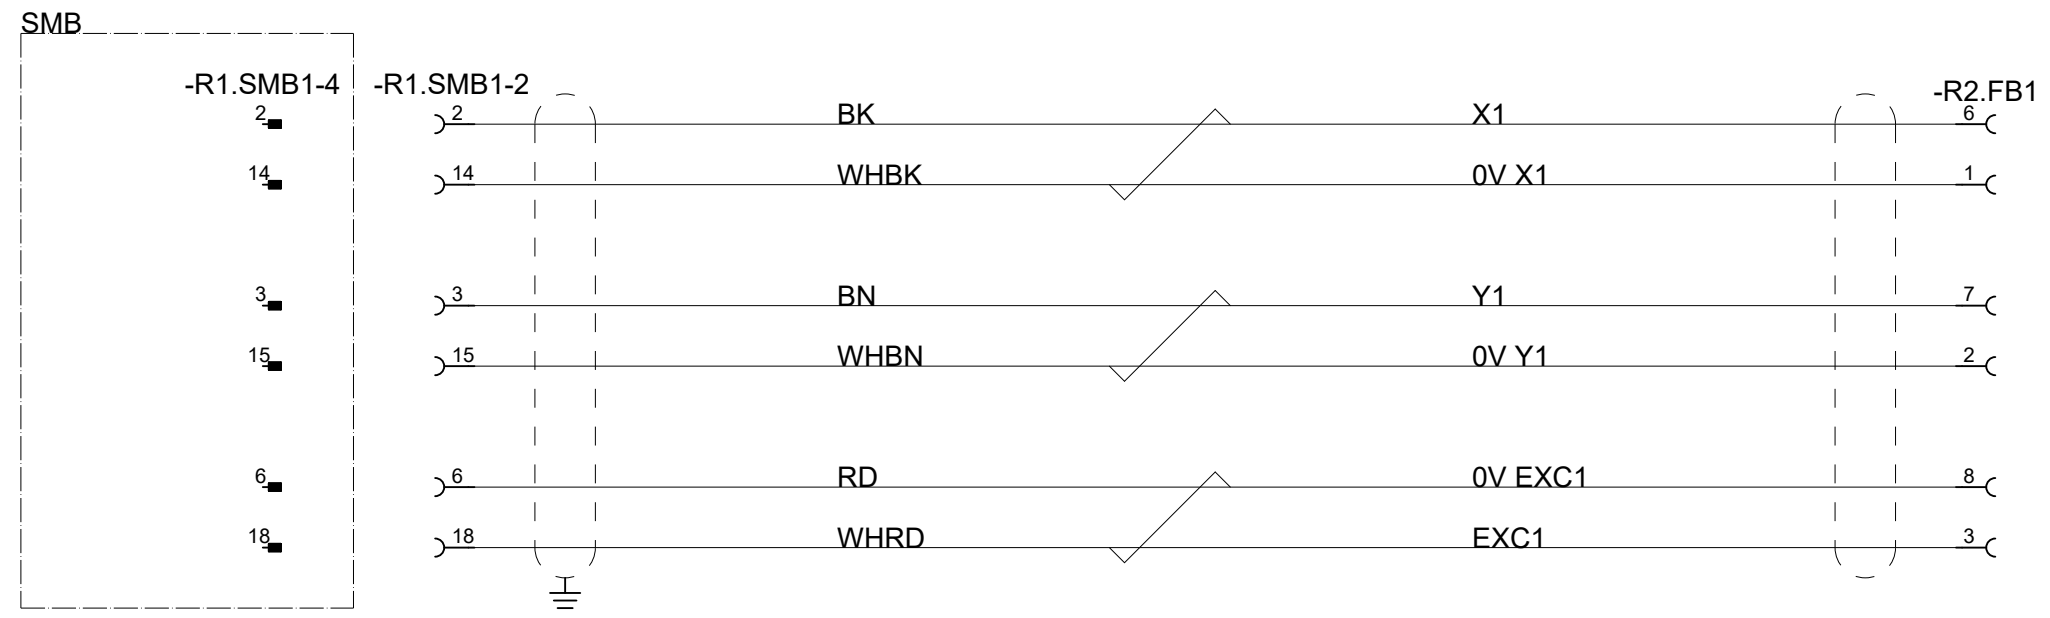 SMB
-R1.SMB1-4 -R1.SMB1-2 -R2.FB1
2 2 BK X1 6
14 14 WHBK 0V X1 1
3 3 BN Y1 7
15 15 WHBN 0V Y1 2
6 6 RD 0V EXC1 8
18 18 WHRD EXC1 3